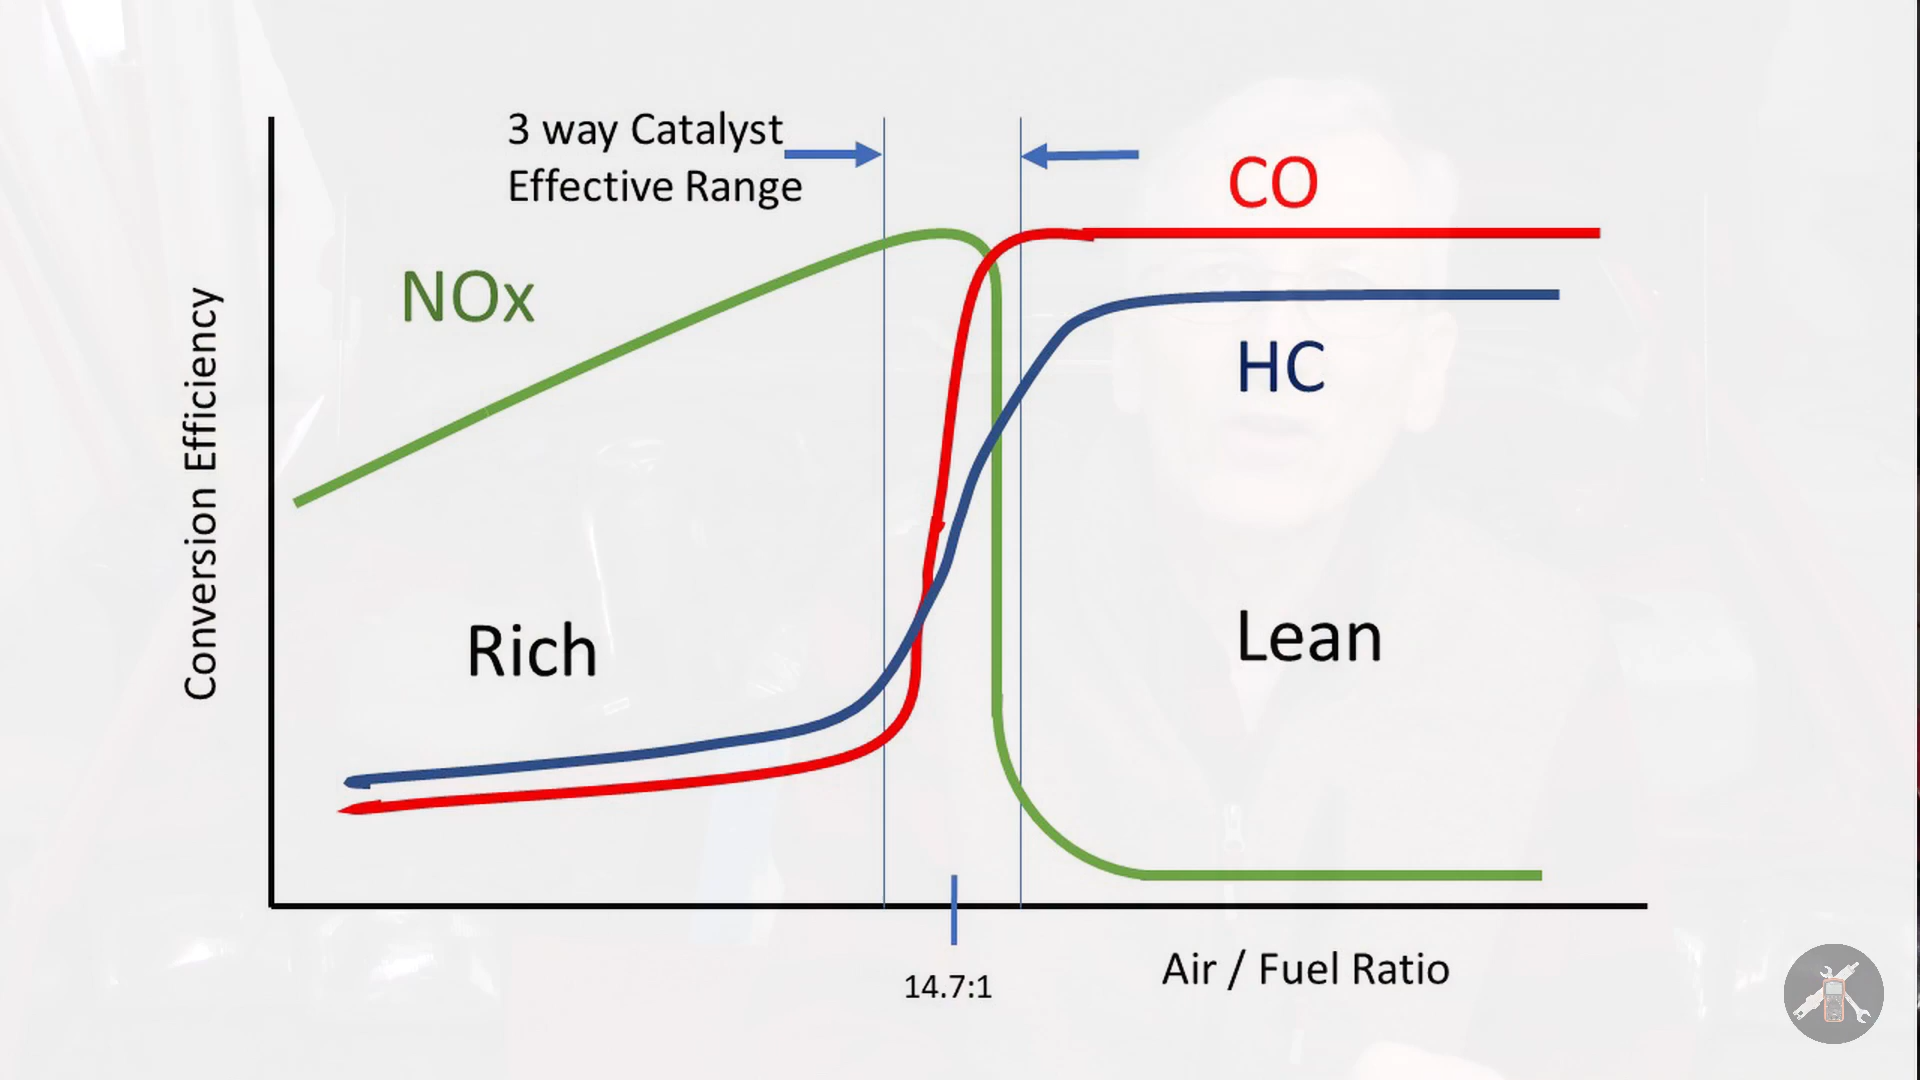 3 way Catalyst
Effective Range
CO
NOx
HC
Conversion Efficiency
Rich
Lean
14.7:1
Air / Fuel Ratio